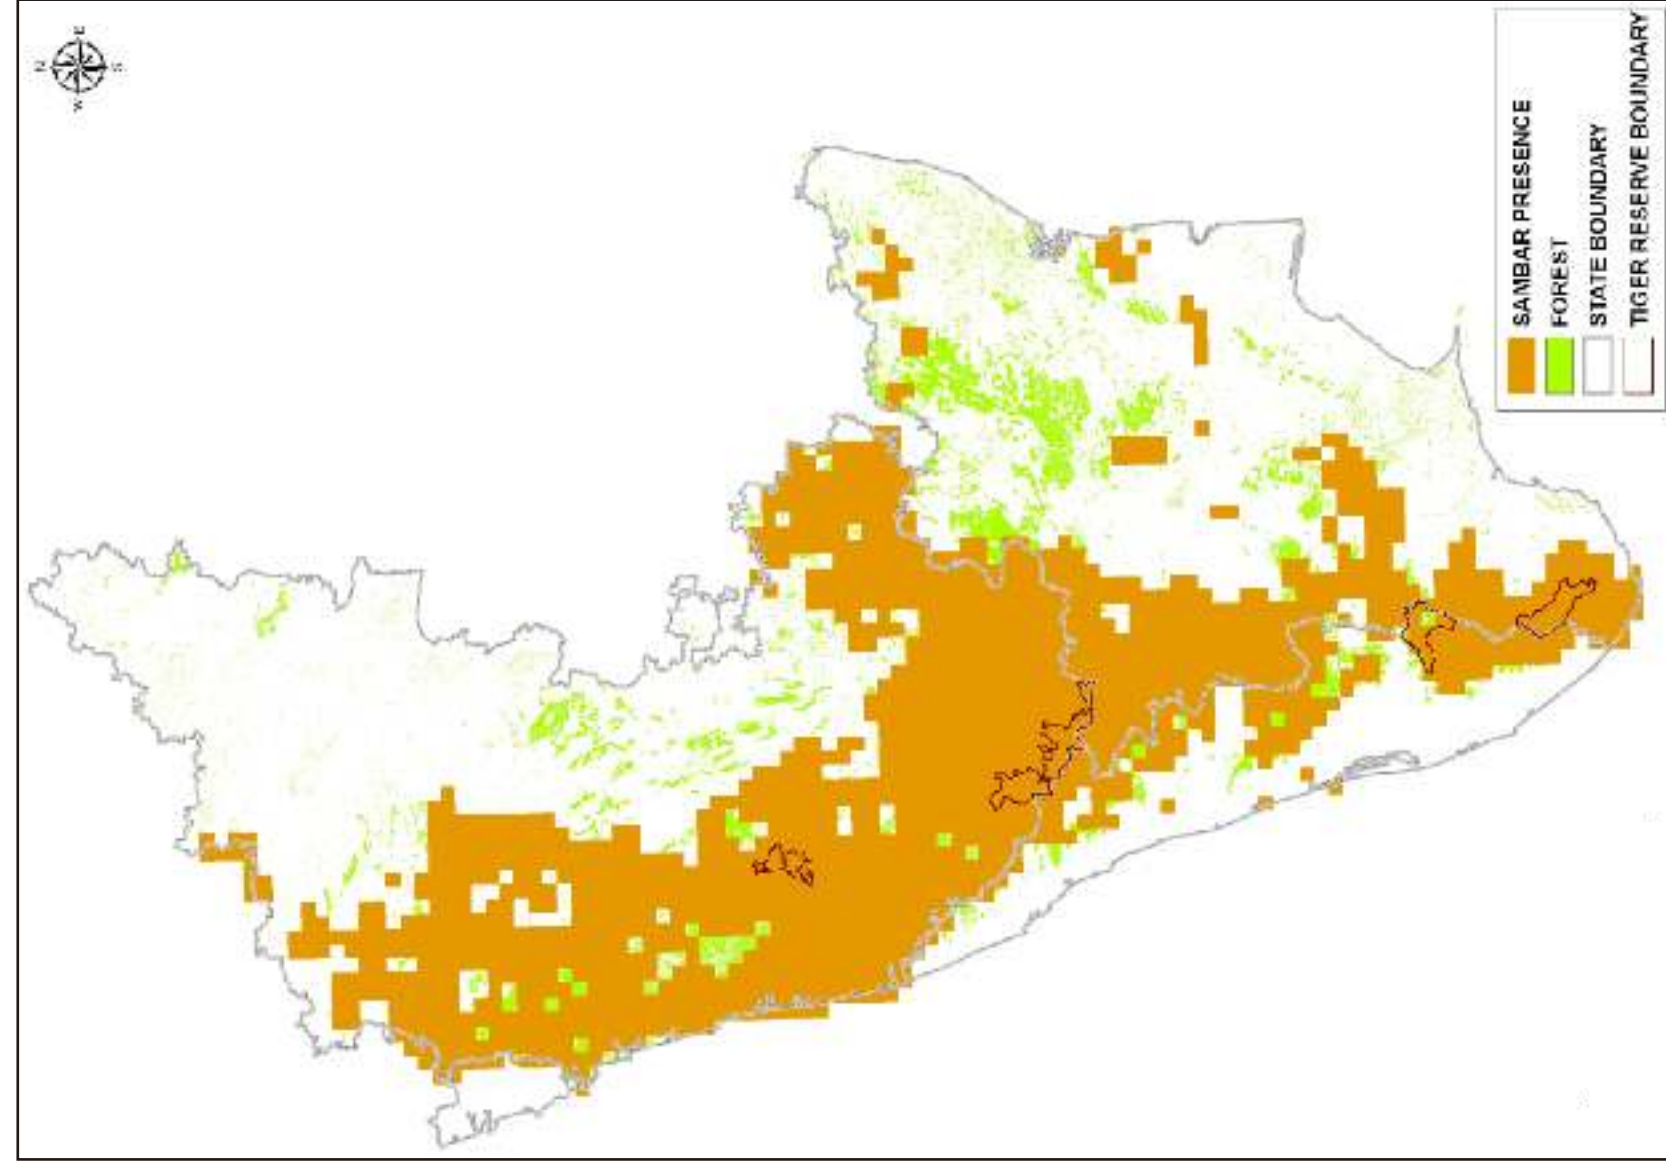 E
N
S
W
SAMBAR PRESENCE
FOREST
STATE BOUNDARY
TIGER RESERVE BOUNDARY